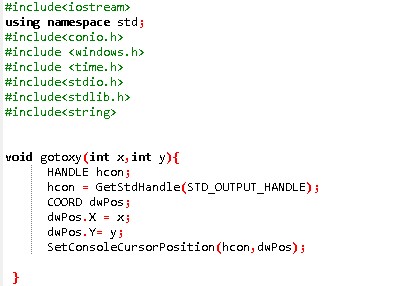 #include<iostream>
using namespace std;
#include<conio.h>
#include <windows.h>
#include <time.h>
#include<stdio.h>
#include<stdlib.h>
#include<string>
void gotoxy(int x,int y){
HANDLE hcon;
hcon = GetStdHandle(STD_OUTPUT_HANDLE);
COORD dwPos;
dwPos.X = x;
dwPos.Y= y;
SetConsoleCursorPosition(hcon,dwPos);
}